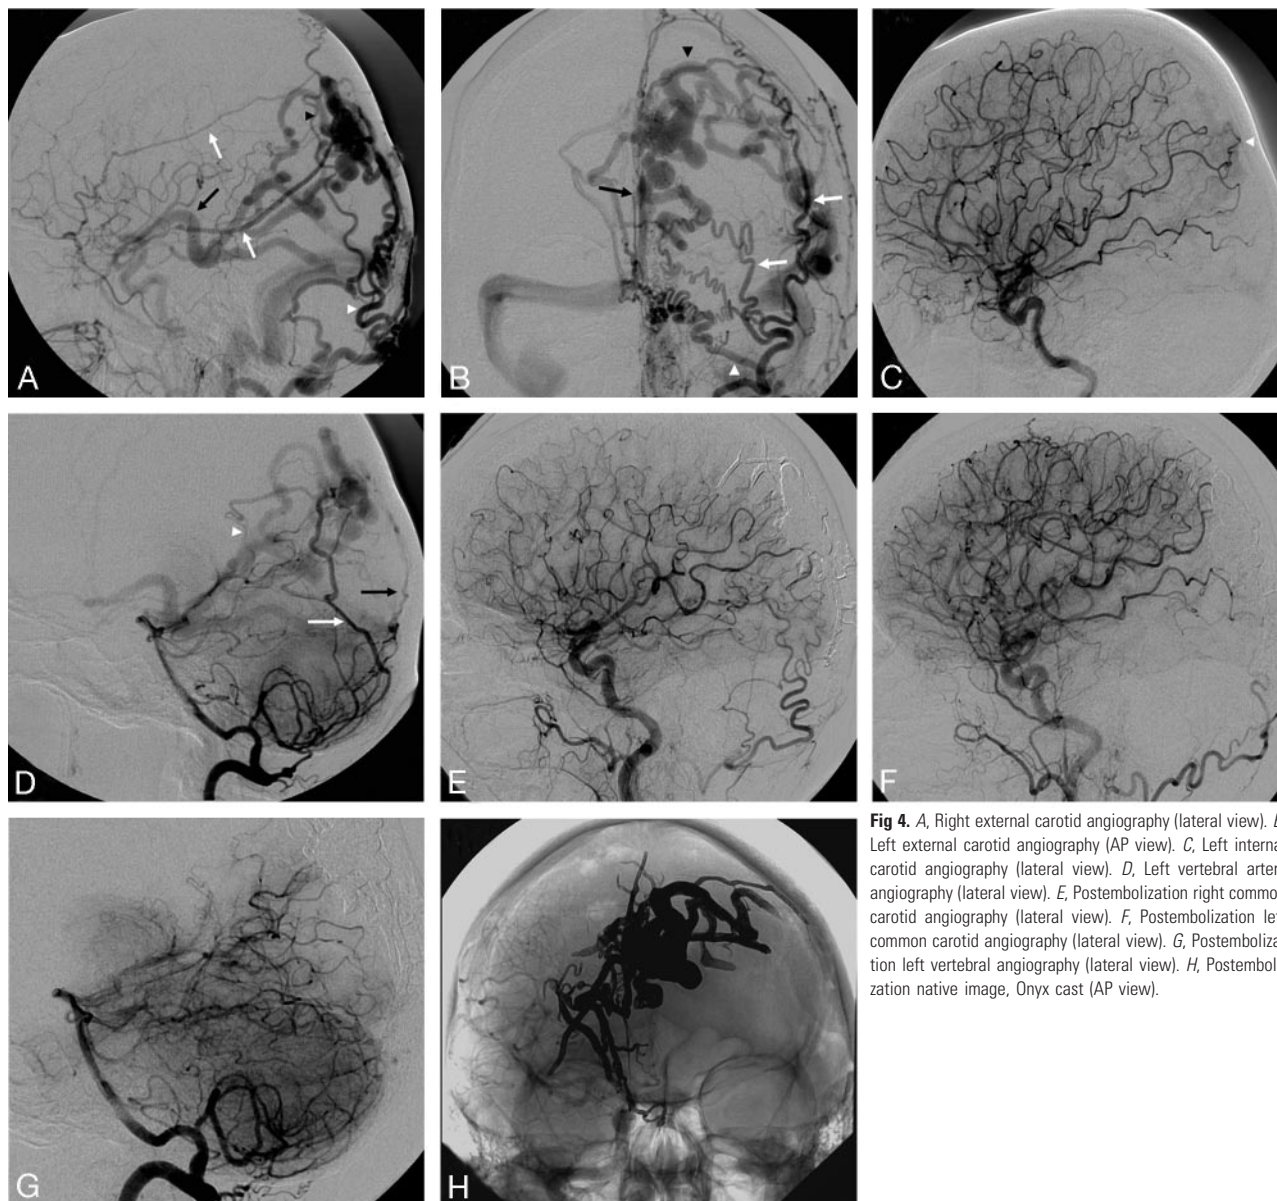 A
B
C
D
E
F
Fig 4. A, Right external carotid angiography (lateral view).
Left external carotid angiography (AP view). C, Left interna
carotid angiography (lateral view). D, Left vertebral arter
angiography (lateral view). E, Postembolization right common
carotid angiography (lateral view). F, Postembolization lef
common carotid angiography (lateral view). G, Postemboliza
tion left vertebral angiography (lateral view). H, Postemboli
zation native image, Onyx cast (AP view).
G
H